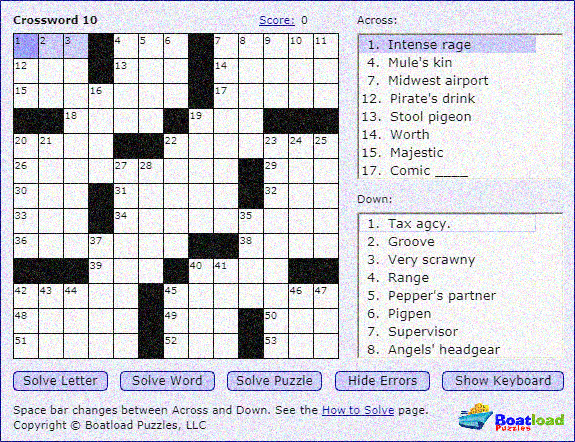 Crossword 10 Score: 0 Across:
1 2 3 4 5 6 7 8 9 10 11
12 13 14
15 16 17
18 19
20 21 22 23 24 25
26 27 28 29
30 31 32
33 34 35
36 37 38
39 40 41
42 43 44 45 46 47
48 49 50
51 52 53
1. Intense rage
4. Mule's kin
7. Midwest airport
12. Pirate's drink
13. Stool pigeon
14. Worth
15. Majestic
17. Comic ____
Down:
1. Tax agcy.
2. Groove
3. Very scrawny
4. Range
5. Pepper's partner
6. Pigpen
7. Supervisor
8. Angels' headgear
Solve Letter Solve Word Solve Puzzle Hide Errors Show Keyboard
Space bar changes between Across and Down. See the How to Solve page.
Copyright © Boatload Puzzles, LLC
Boatload
Puzzles